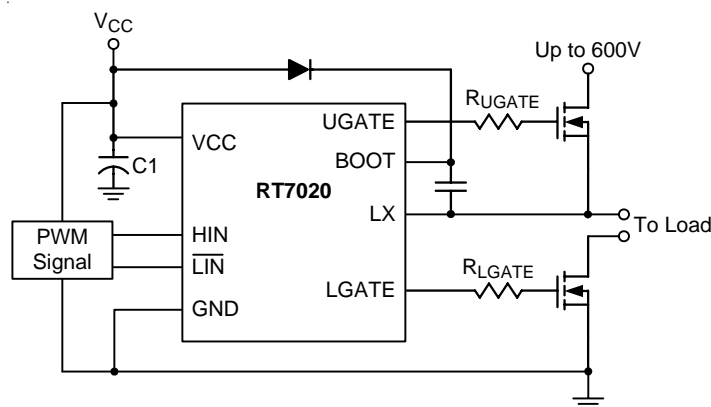 VCC
Up to 600V
RUGATE
UGATE
VCC
BOOT
C1
RT7020
LX
To Load
PWM
Signal
HIN
LIN
RLGATE
LGATE
GND